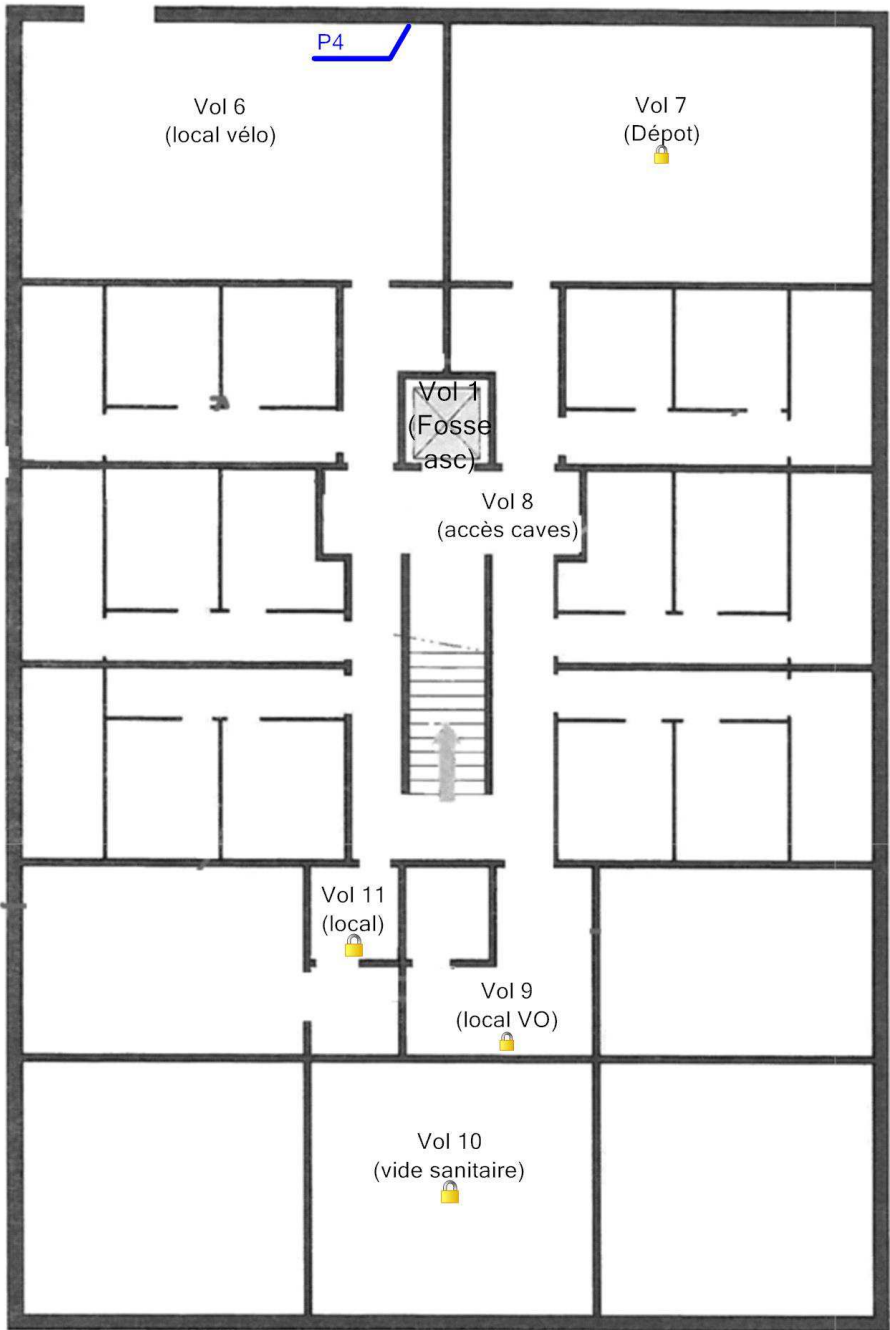 P4
Vol 6
(local vélo)
Vol 7
(Dépot)
Vol 1
(Fosse
asc)
Vol 8
(accès caves)
Vol 11
(local)
Vol 9
(local VO)
Vol 10
(vide sanitaire)